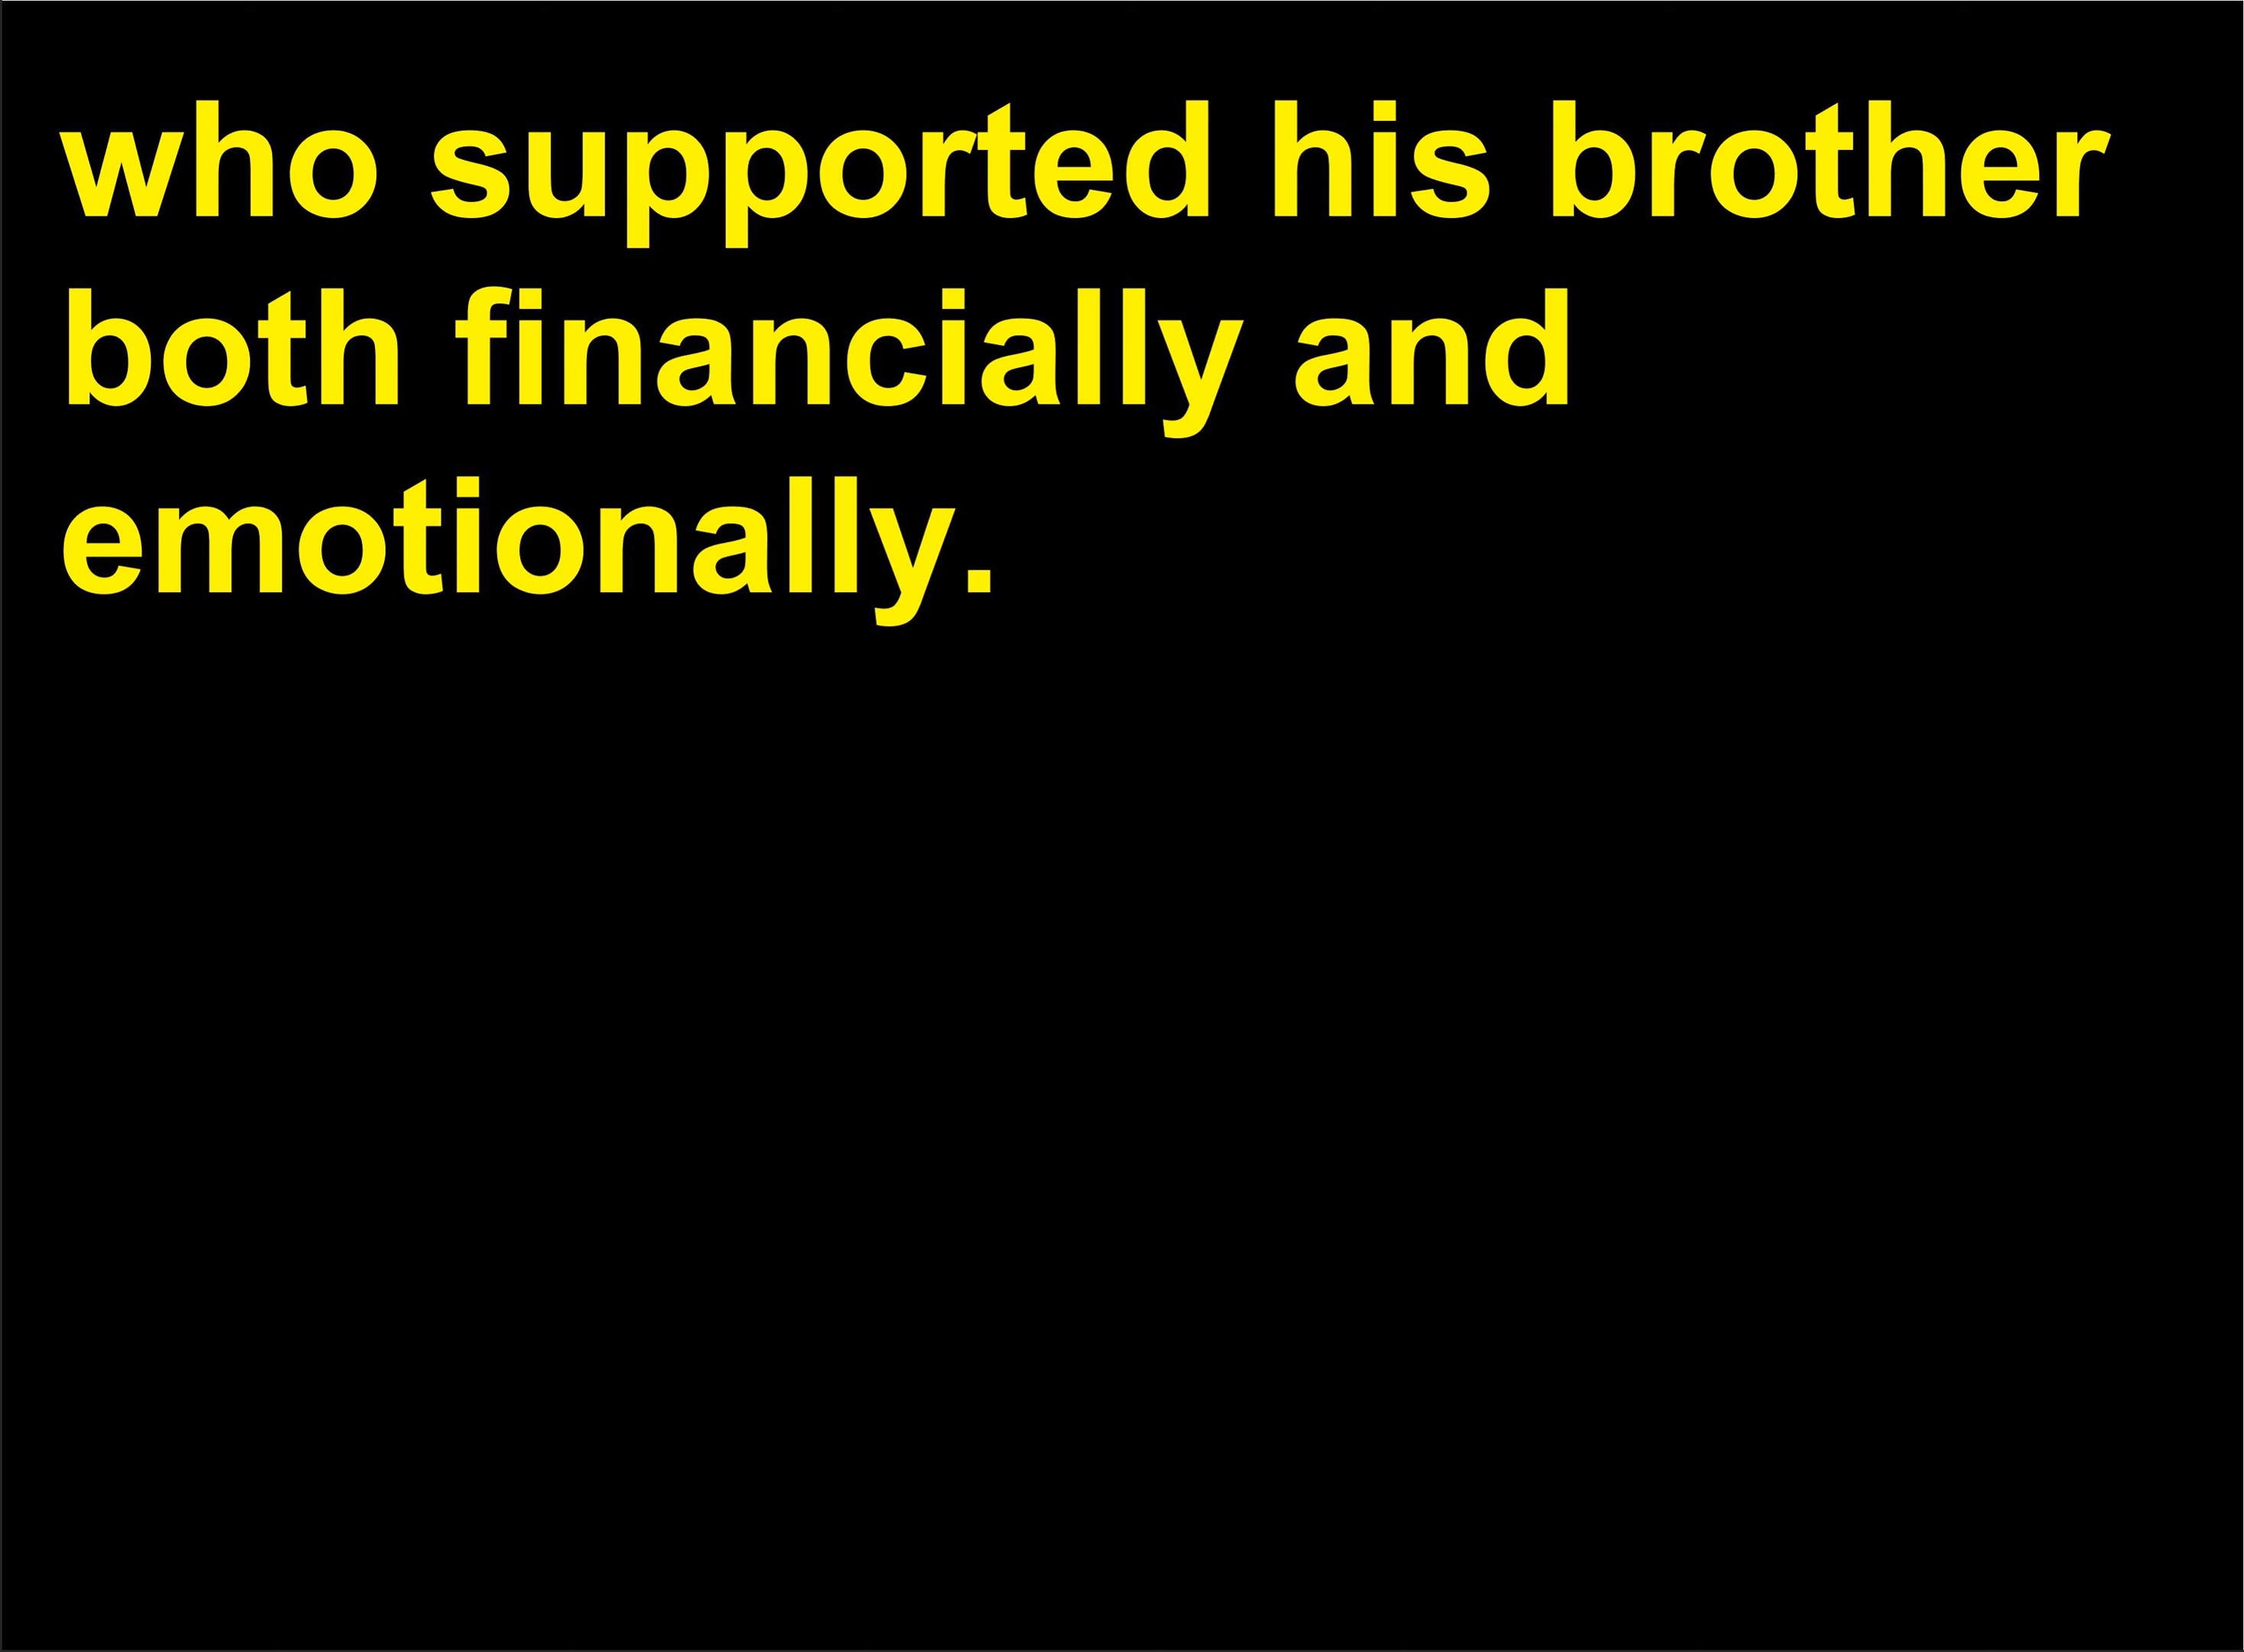 who supported his brother
both financially and
emotionally.